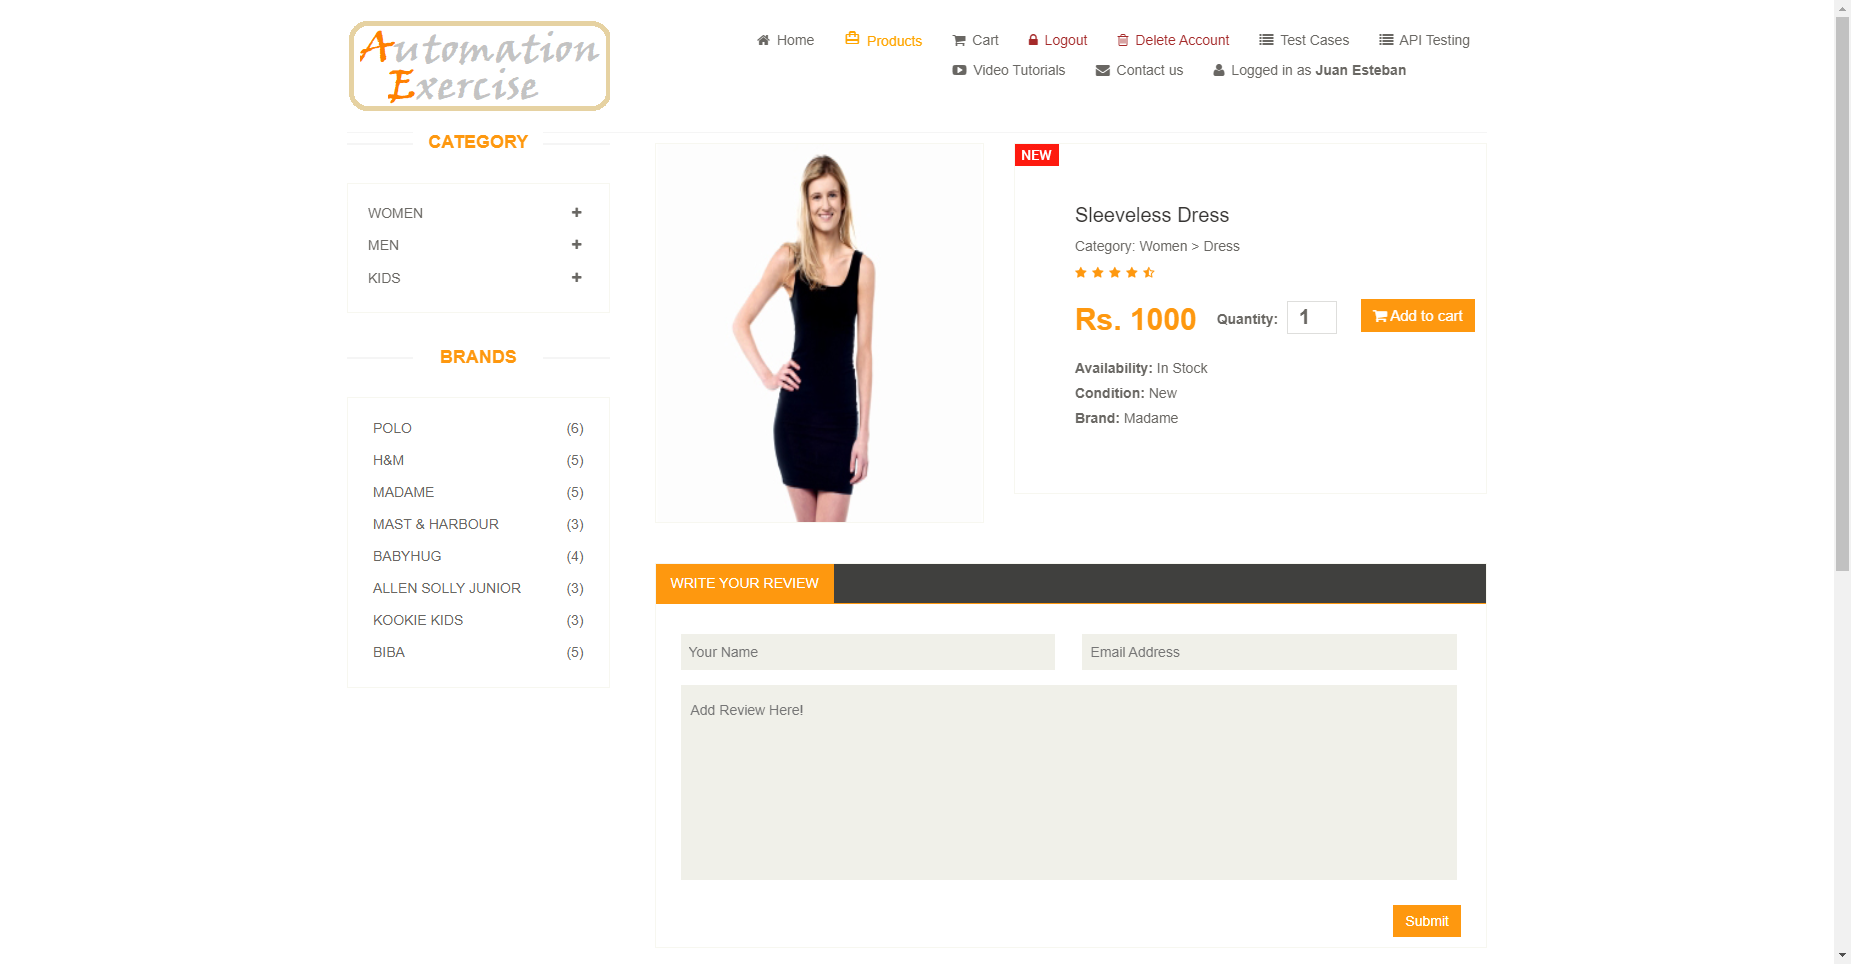 Automation
Exercise
Home
Products
Cart
Logout
Delete Account
Test Cases
API Testing
Video Tutorials
Contact us
Logged in as Juan Esteban
CATEGORY
WOMEN
MEN
KIDS
BRANDS
POLO (6)
H&M (5)
MADAME (5)
MAST & HARBOUR (3)
BABYHUG (4)
ALLEN SOLLY JUNIOR (3)
KOOKIE KIDS (3)
BIBA (5)
NEW
Sleeveless Dress
Category: Women > Dress
Rs. 1000 Quantity: 1 Add to cart
Availability: In Stock
Condition: New
Brand: Madame
WRITE YOUR REVIEW
Your Name
Email Address
Add Review Here!
Submit